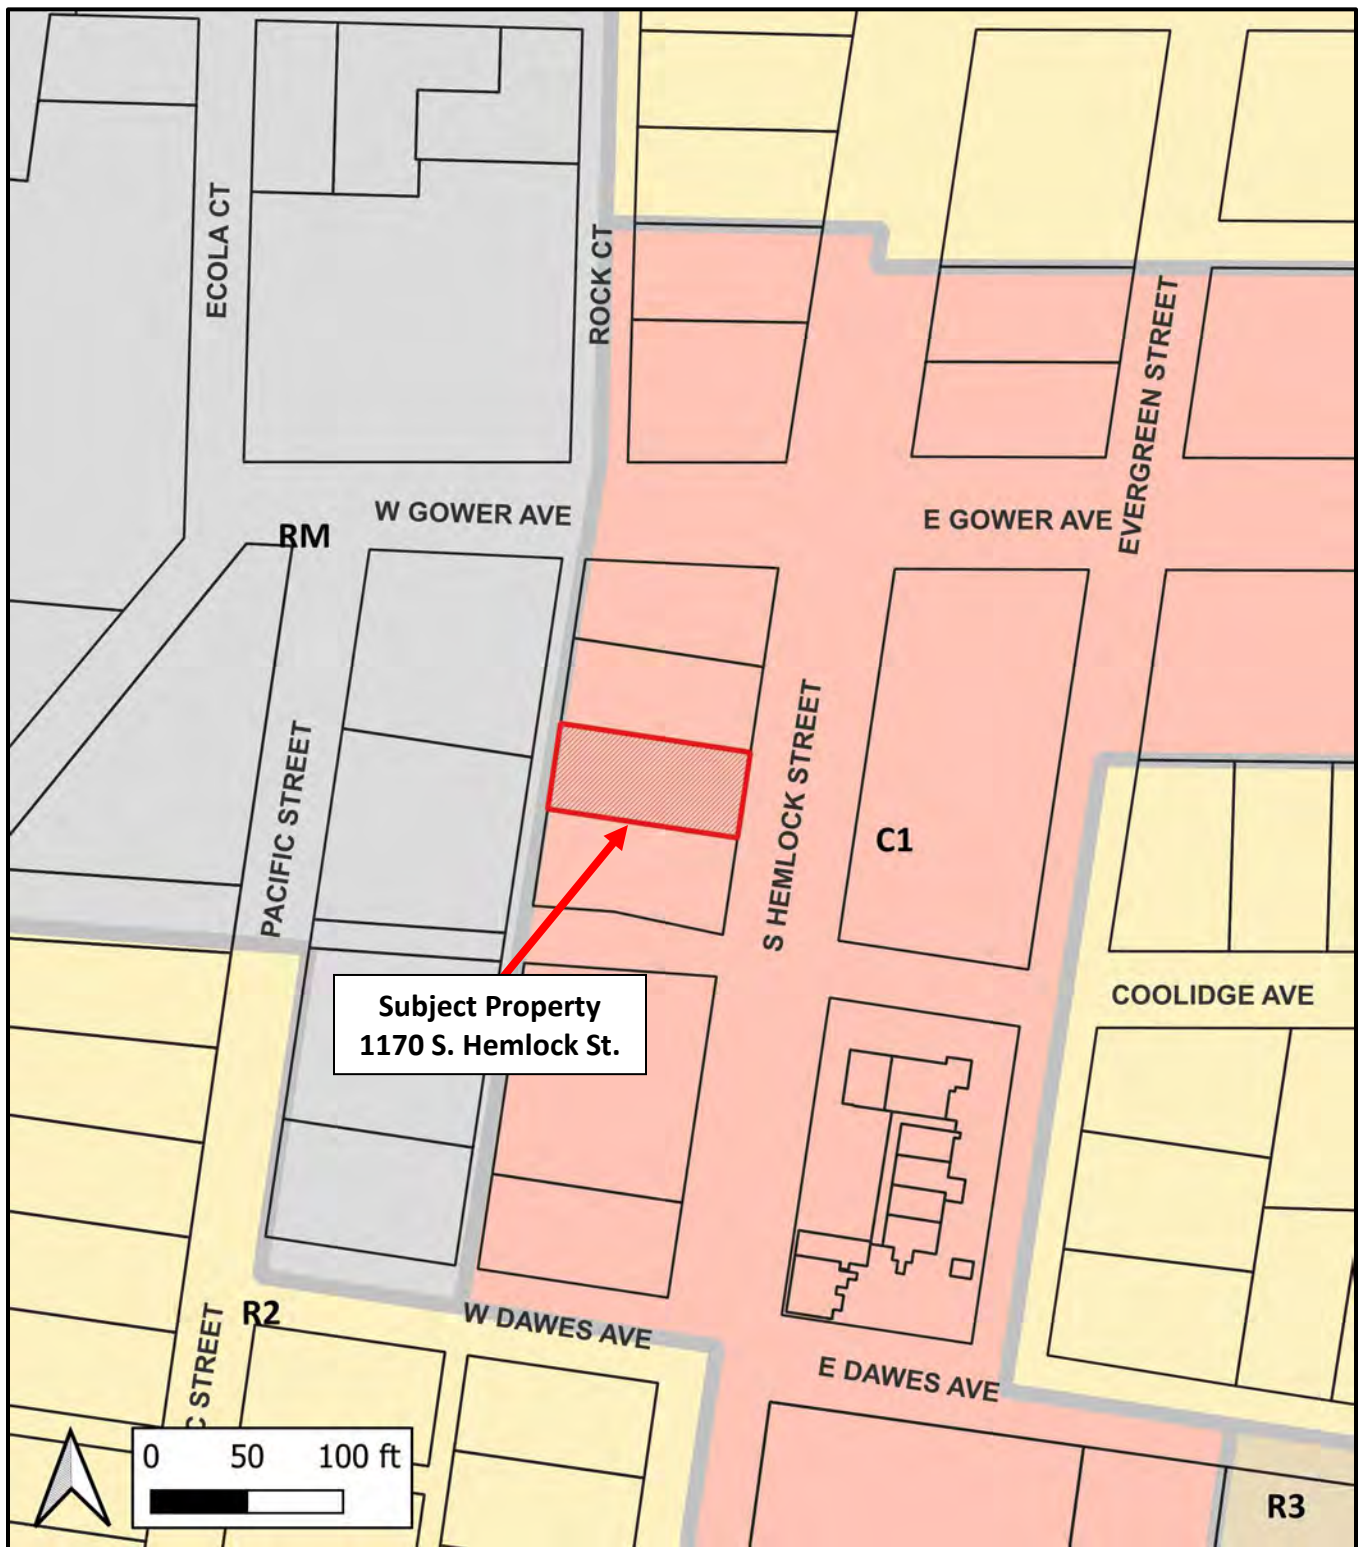 ECOLA CT
ROCK CT
EVERGREEN STREET
W GOWER AVE
E GOWER AVE
RM
PACIFIC STREET
S HEMLOCK STREET
C1
Subject Property
1170 S. Hemlock St.
COOLIDGE AVE
R2
W DAWES AVE
E DAWES AVE
C STREET
0 50 100 ft
R3